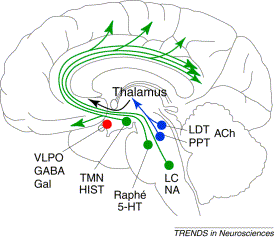 Thalamus
LDT
PPT
ACh
VLPO
GABA
Gal
TMN
HIST
Raphé
5-HT
LC
NA
TRENDS in Neurosciences